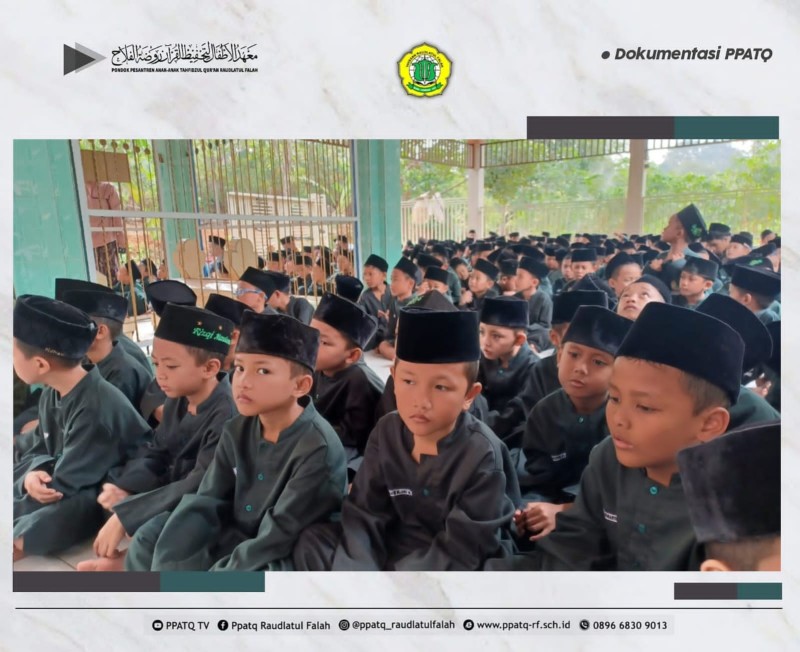 معهد الأطفال لتحفيظ القرآن روضة الفلاح
PONDOK PESANTREN ANAK-ANAK TAHFIDZUL QUR'AN RAUDLATUL FALAH
• Dokumentasi PPATQ
PPATQ TV Ppatq Raudlatul Falah @ppatq_raudlatulfalah www.ppatq-rf.sch.id 0896 6830 9013